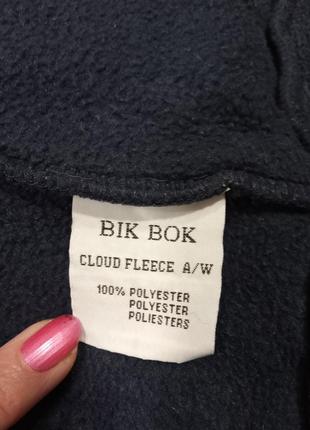 BIK BOK
CLOUD FLEECE A/W
100% POLYESTER
POLYESTER
POLIESTERS